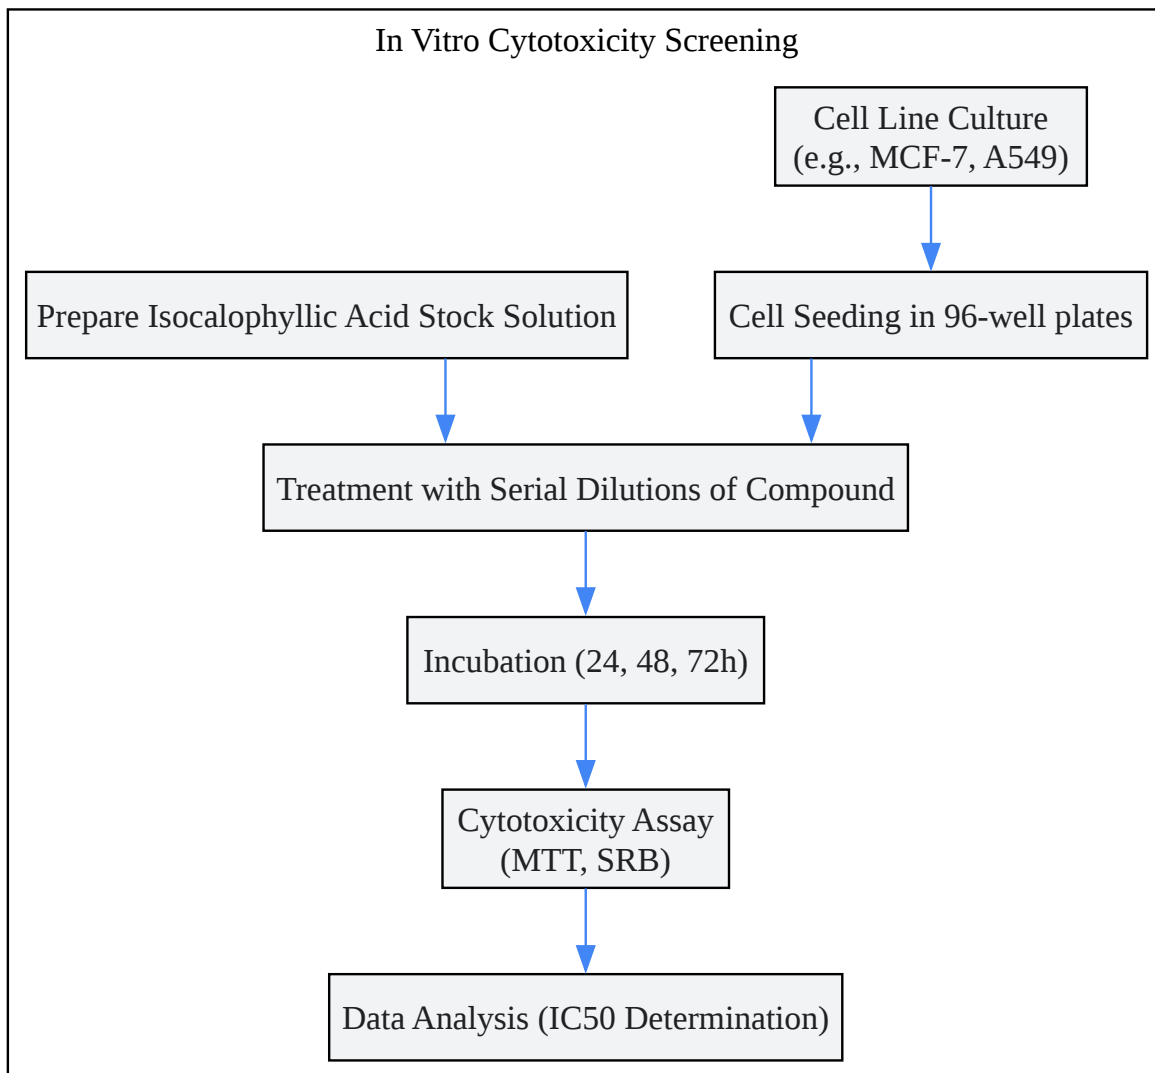 In Vitro Cytotoxicity Screening
Cell Line Culture
(e.g., MCF-7, A549)
Prepare Isocalophyllic Acid Stock Solution
Cell Seeding in 96-well plates
Treatment with Serial Dilutions of Compound
Incubation (24, 48, 72h)
Cytotoxicity Assay
(MTT, SRB)
Data Analysis (IC50 Determination)